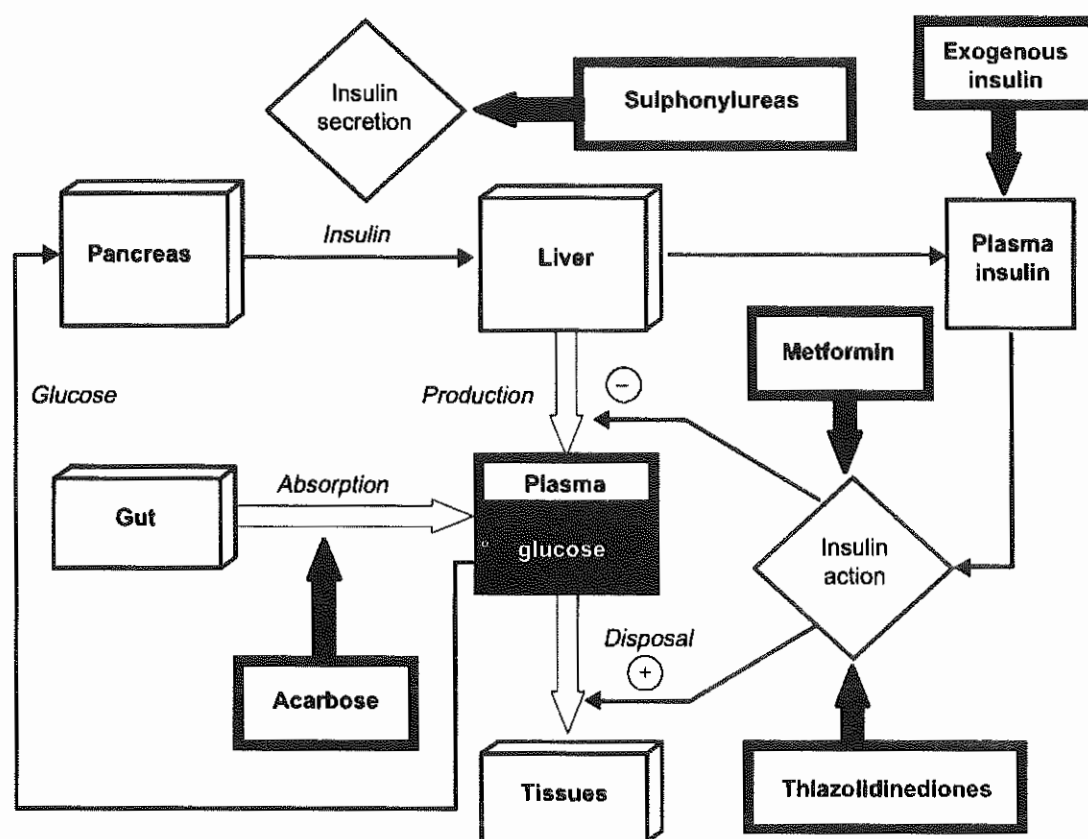 Exogenous
insulin
Insulin
secretion
Sulphonylureas
Pancreas
Insulin
Liver
Plasma
insulin
Metformin
Glucose
Production
−
Absorption
Plasma
Gut
glucose
Insulin
action
Disposal
+
Acarbose
Tissues
Thiazolidinediones